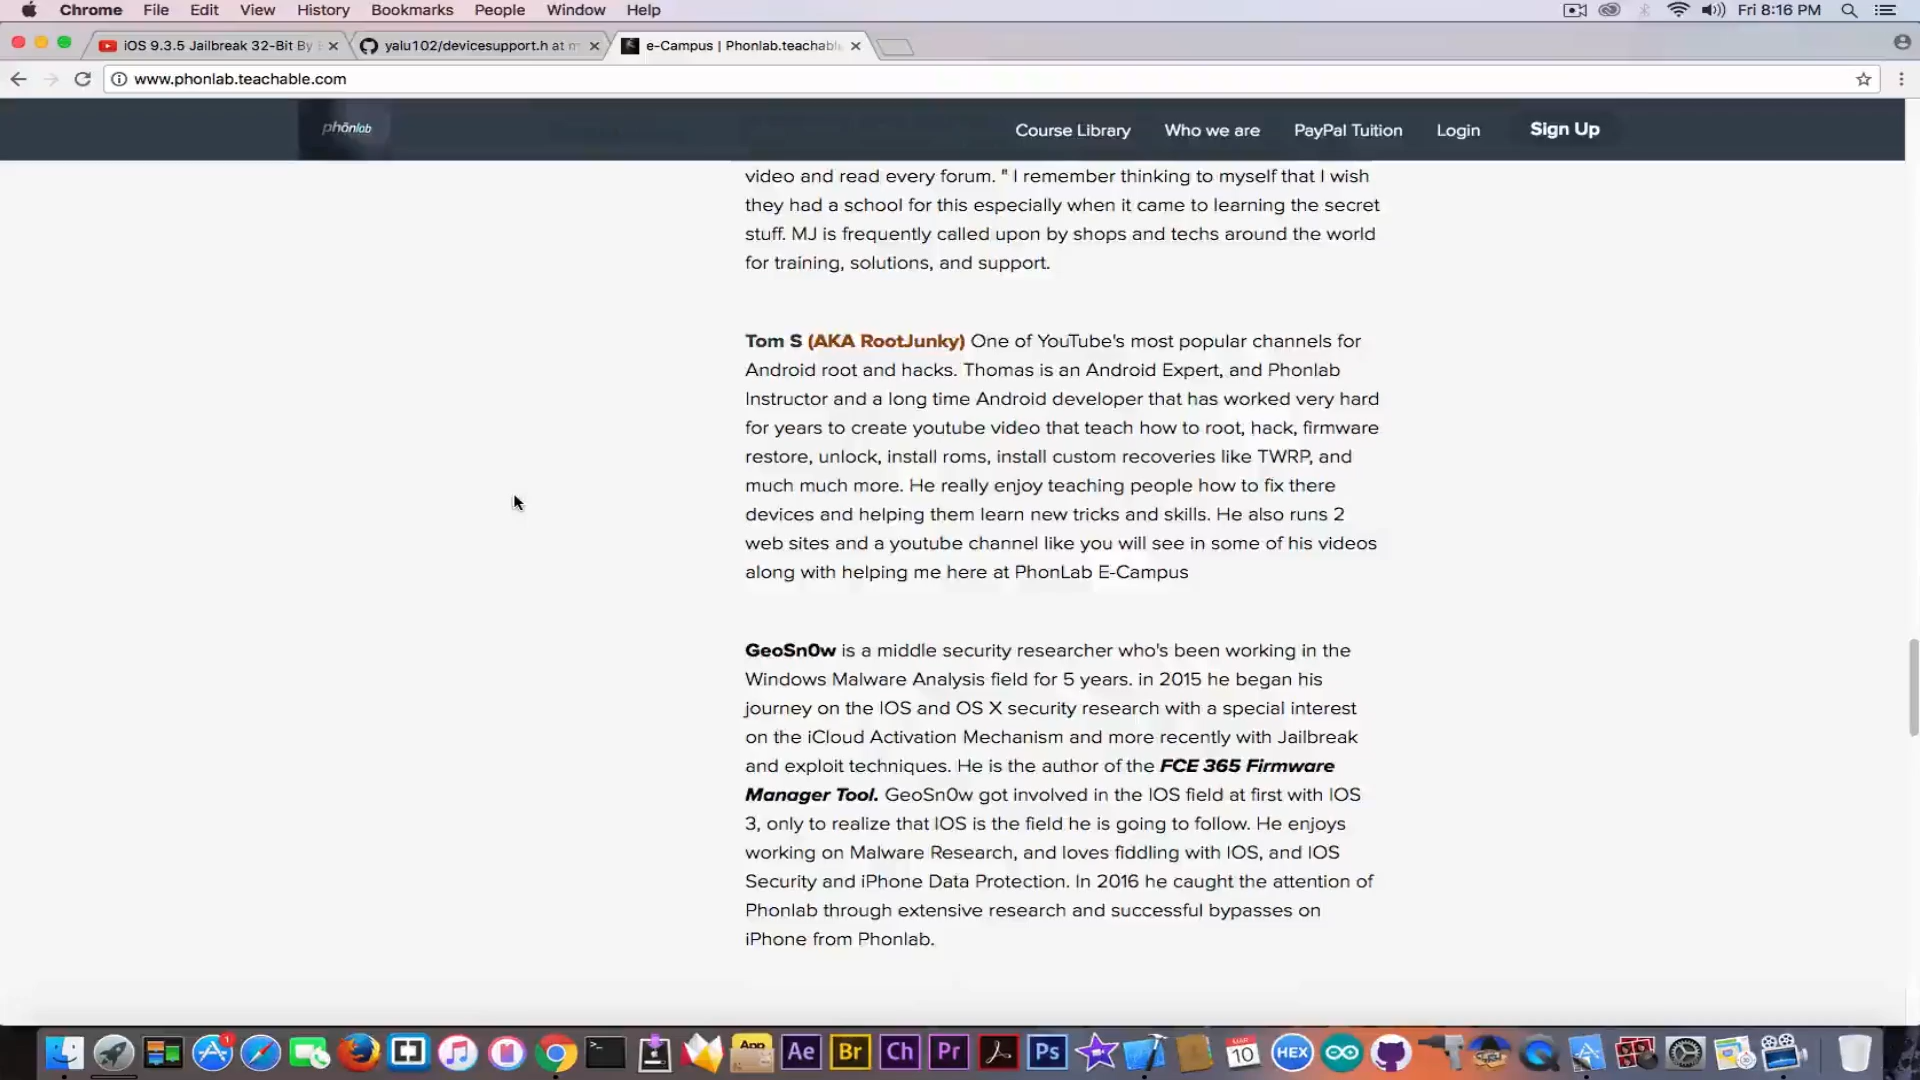 Chrome File Edit View History Bookmarks People Window Help Fri 8:16 PM
iOS 9.3.5 Jailbreak 32-Bit By yalu102/devicesupport.h at m e-Campus | Phonlab.teachabl
www.phonlab.teachable.com
phōnlab Course Library Who we are PayPal Tuition Login Sign Up
video and read every forum. " I remember thinking to myself that I wish
they had a school for this especially when it came to learning the secret
stuff. MJ is frequently called upon by shops and techs around the world
for training, solutions, and support.
Tom S (AKA RootJunky) One of YouTube's most popular channels for
Android root and hacks. Thomas is an Android Expert, and Phonlab
Instructor and a long time Android developer that has worked very hard
for years to create youtube video that teach how to root, hack, firmware
restore, unlock, install roms, install custom recoveries like TWRP, and
much much more. He really enjoy teaching people how to fix there
devices and helping them learn new tricks and skills. He also runs 2
web sites and a youtube channel like you will see in some of his videos
along with helping me here at PhonLab E-Campus
GeoSn0w is a middle security researcher who's been working in the
Windows Malware Analysis field for 5 years. in 2015 he began his
journey on the IOS and OS X security research with a special interest
on the iCloud Activation Mechanism and more recently with Jailbreak
and exploit techniques. He is the author of the FCE 365 Firmware
Manager Tool. GeoSn0w got involved in the IOS field at first with IOS
3, only to realize that IOS is the field he is going to follow. He enjoys
working on Malware Research, and loves fiddling with IOS, and IOS
Security and iPhone Data Protection. In 2016 he caught the attention of
Phonlab through extensive research and successful bypasses on
iPhone from Phonlab.
1 App Ae Br Ch Pr Ps MAR 10 HEX